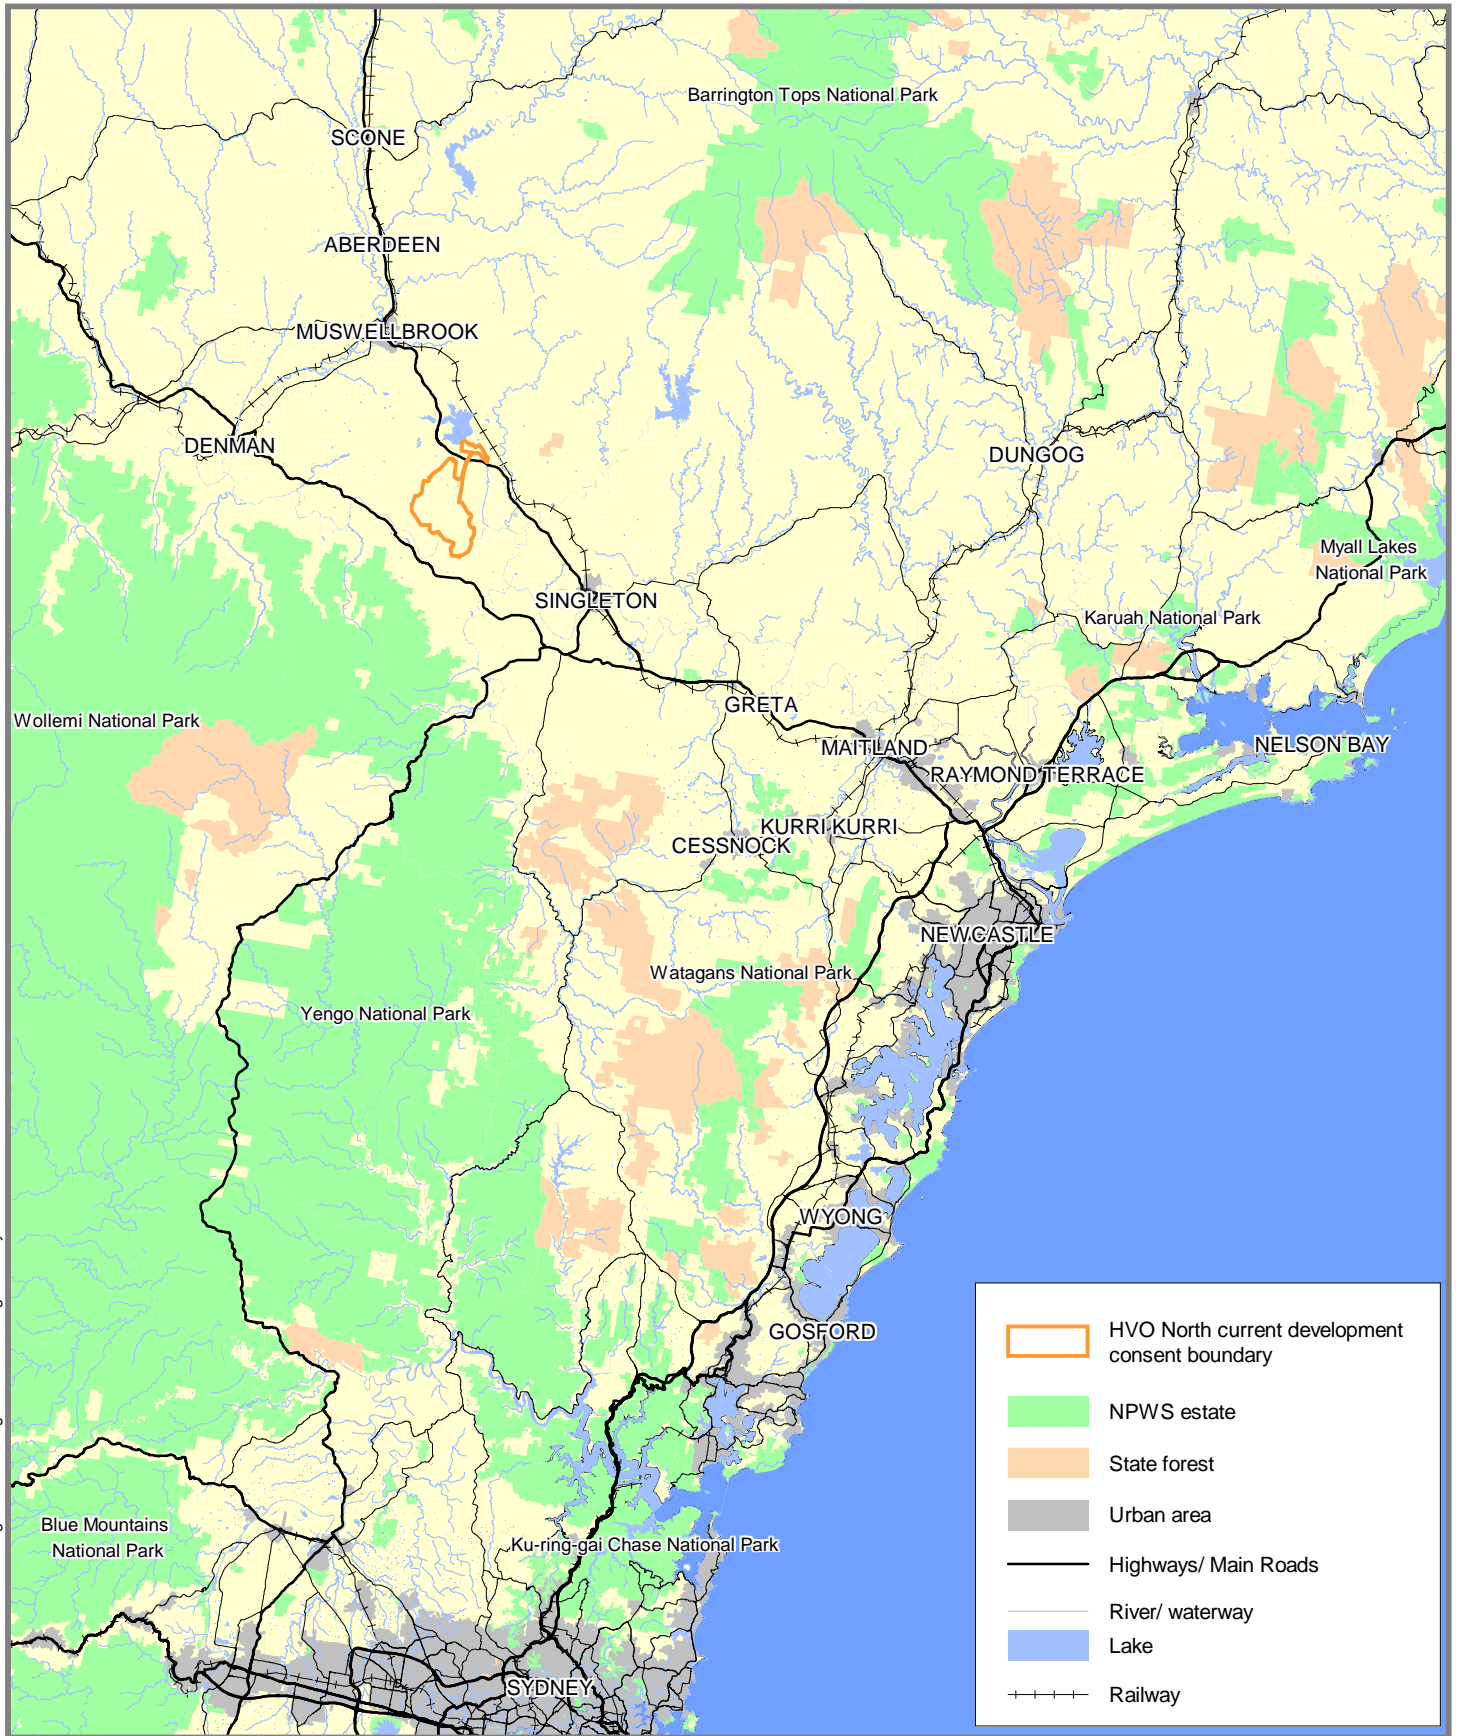 Barrington Tops National Park
SCONE
ABERDEEN
MUSWELLBROOK
DENMAN
DUNGOG
Myall Lakes
National Park
SINGLETON
Karuah National Park
GRETA
Wollemi National Park
MAITLAND
NELSON BAY
RAYMOND TERRACE
KURRI KURRI
CESSNOCK
NEWCASTLE
Watagans National Park
Yengo National Park
WYONG
GOSFORD
HVO North current development
consent boundary
NPWS estate
State forest
Urban area
Highways/ Main Roads
River/ waterway
Lake
Railway
Blue Mountains
National Park
Ku-ring-gai Chase National Park
SYDNEY